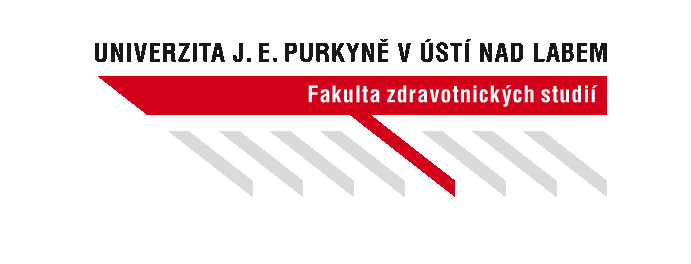 UNIVERZITA J. E. PURKYNĚ V ÚSTÍ NAD LABEM
Fakulta zdravotnických studií